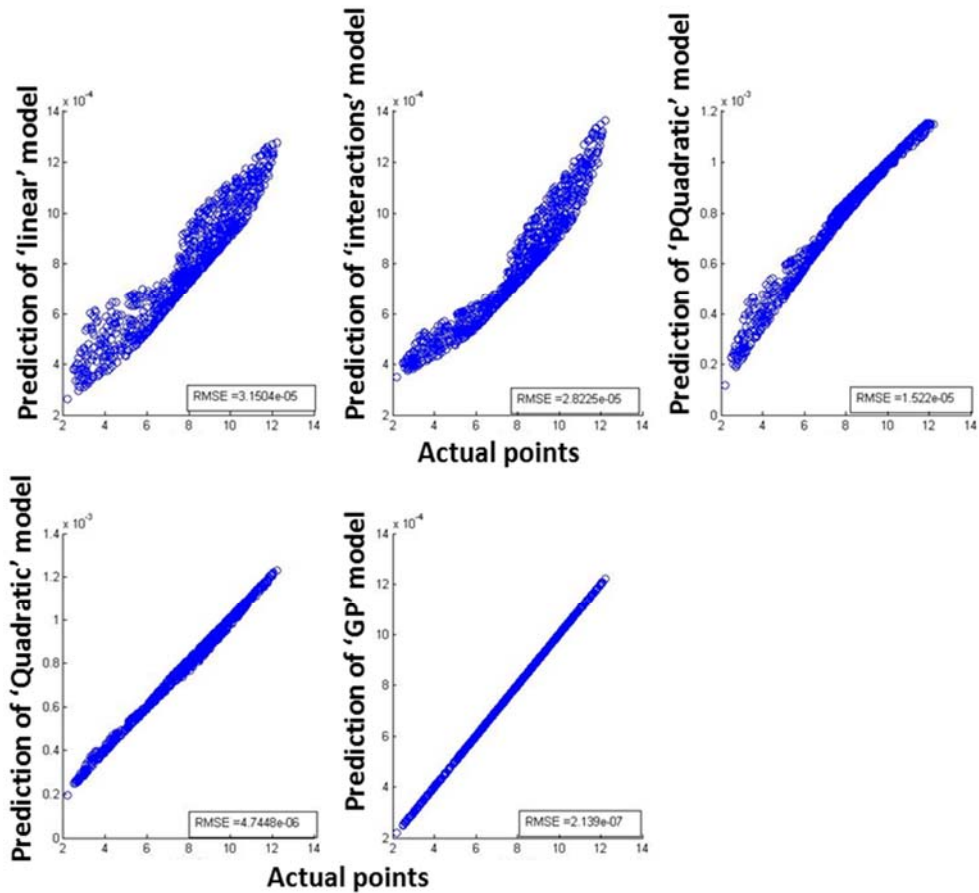 Prediction of 'linear' model
x 10-4
14
12
10
8
6
4
2
2 4 6 8 10 12 14
RMSE =3.1504e-05
Prediction of 'interactions' model
x 10-4
14
12
10
8
6
4
2
2 4 6 8 10 12 14
RMSE =2.8225e-05
Prediction of 'PQuadratic' model
x 10-3
1.2
1
0.8
0.6
0.4
0.2
0
2 4 6 8 10 12 14
RMSE =1.522e-05
Actual points
Prediction of 'Quadratic' model
x 10-3
1.4
1.2
1
0.8
0.6
0.4
0.2
0
2 4 6 8 10 12 14
RMSE =4.7448e-06
Prediction of 'GP' model
x 10-4
14
12
10
8
6
4
2
2 4 6 8 10 12 14
RMSE =2.139e-07
Actual points